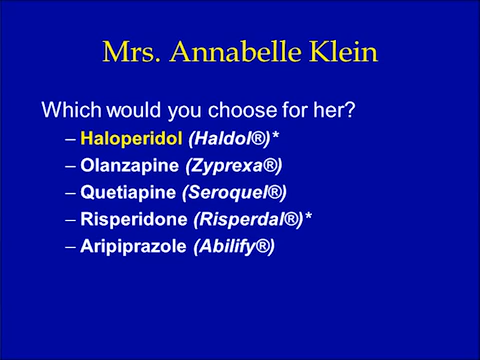 Mrs. Annabelle Klein
Which would you choose for her?
– Haloperidol (Haldol®)*
– Olanzapine (Zyprexa®)
– Quetiapine (Seroquel®)
– Risperidone (Risperdal®)*
– Aripiprazole (Abilify®)